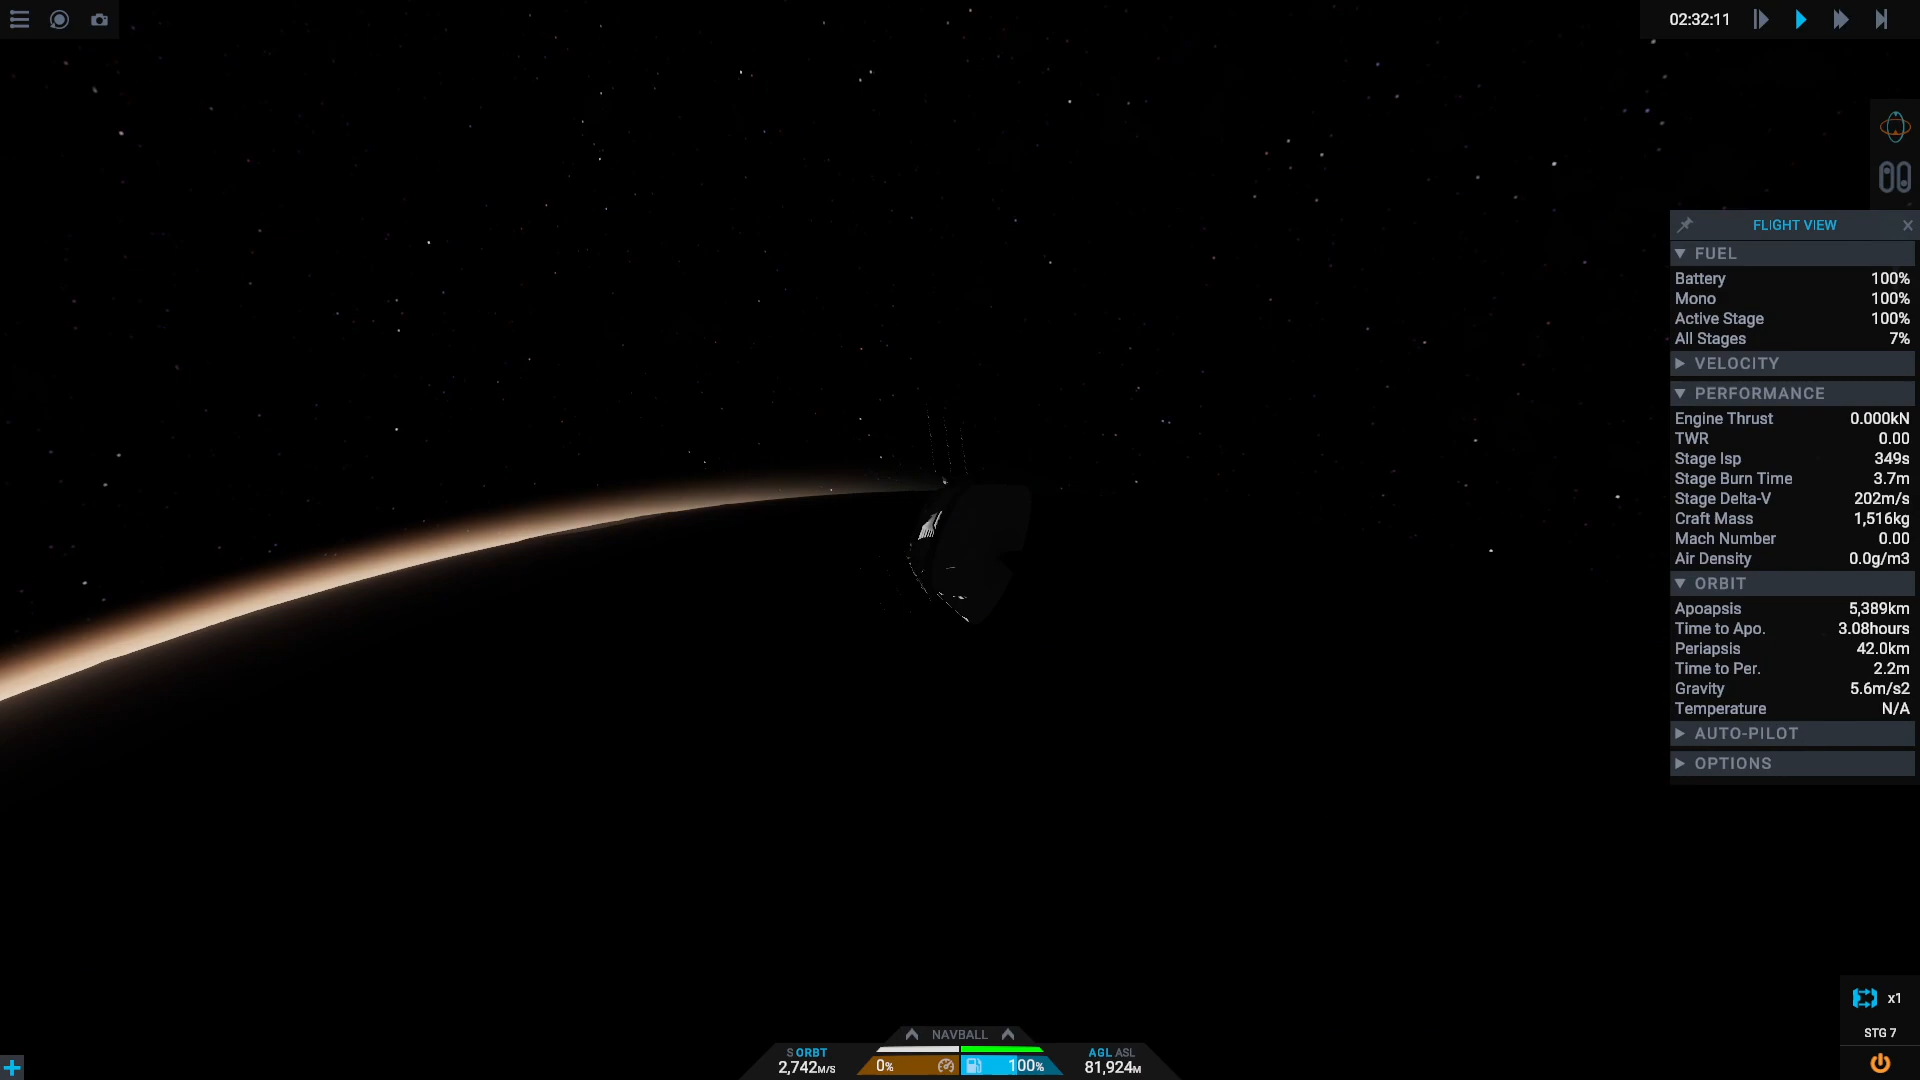 02:32:11
FLIGHT VIEW
FUEL
Battery 100%
Mono 100%
Active Stage 100%
All Stages 7%
VELOCITY
PERFORMANCE
Engine Thrust 0.000kN
TWR 0.00
Stage Isp 349s
Stage Burn Time 3.7m
Stage Delta-V 202m/s
Craft Mass 1,516kg
Mach Number 0.00
Air Density 0.0g/m3
ORBIT
Apoapsis 5,389km
Time to Apo. 3.08hours
Periapsis 42.0km
Time to Per. 2.2m
Gravity 5.6m/s2
Temperature N/A
AUTO-PILOT
OPTIONS
x1
STG 7
NAVBALL
S ORBT
2,742M/S
0%
100%
AGL ASL
81,924M